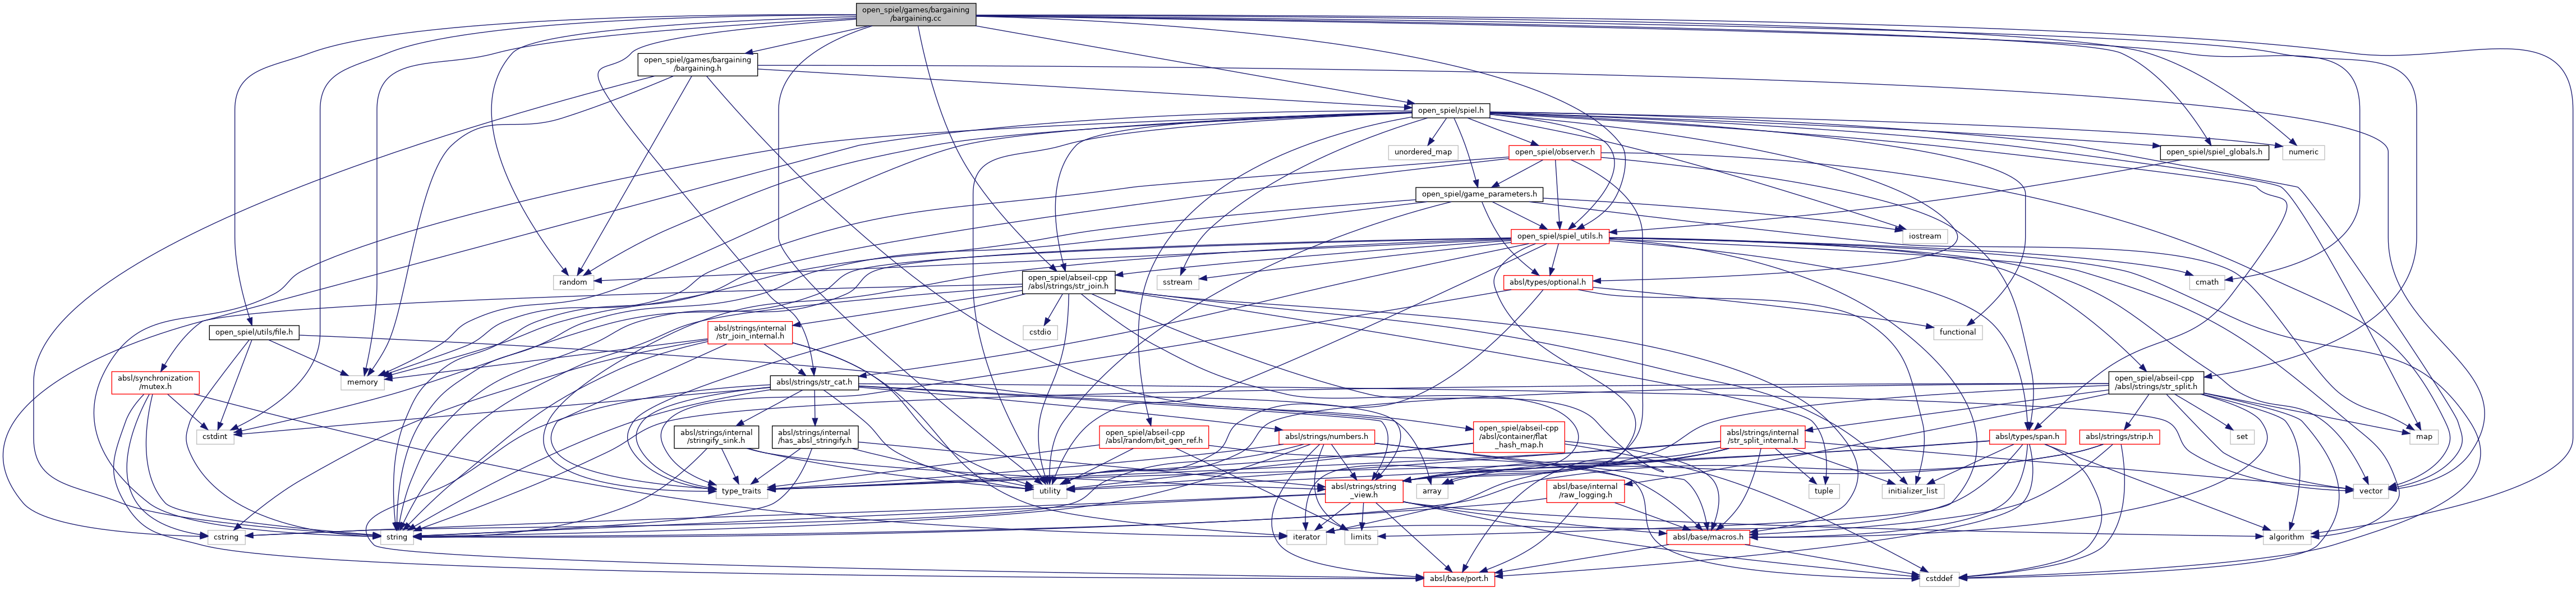 open_spiel/games/bargaining
/bargaining.cc
open_spiel/games/bargaining
/bargaining.h
open_spiel/spiel.h
unordered_map
open_spiel/observer.h
open_spiel/spiel_globals.h
numeric
open_spiel/game_parameters.h
open_spiel/spiel_utils.h
iostream
random
open_spiel/abseil-cpp
/absl/strings/str_join.h
sstream
absl/types/optional.h
cmath
open_spiel/utils/file.h
absl/strings/internal
/str_join_internal.h
cstdio
functional
absl/synchronization
/mutex.h
memory
absl/strings/str_cat.h
open_spiel/abseil-cpp
/absl/strings/str_split.h
cstdint
absl/strings/internal
/stringify_sink.h
absl/strings/internal
/has_absl_stringify.h
open_spiel/abseil-cpp
/absl/random/bit_gen_ref.h
absl/strings/numbers.h
open_spiel/abseil-cpp
/absl/container/flat
_hash_map.h
absl/strings/internal
/str_split_internal.h
absl/types/span.h
absl/strings/strip.h
set
map
type_traits
utility
absl/strings/string
_view.h
array
absl/base/internal
/raw_logging.h
tuple
initializer_list
vector
cstring
string
iterator
limits
absl/base/macros.h
algorithm
absl/base/port.h
cstddef